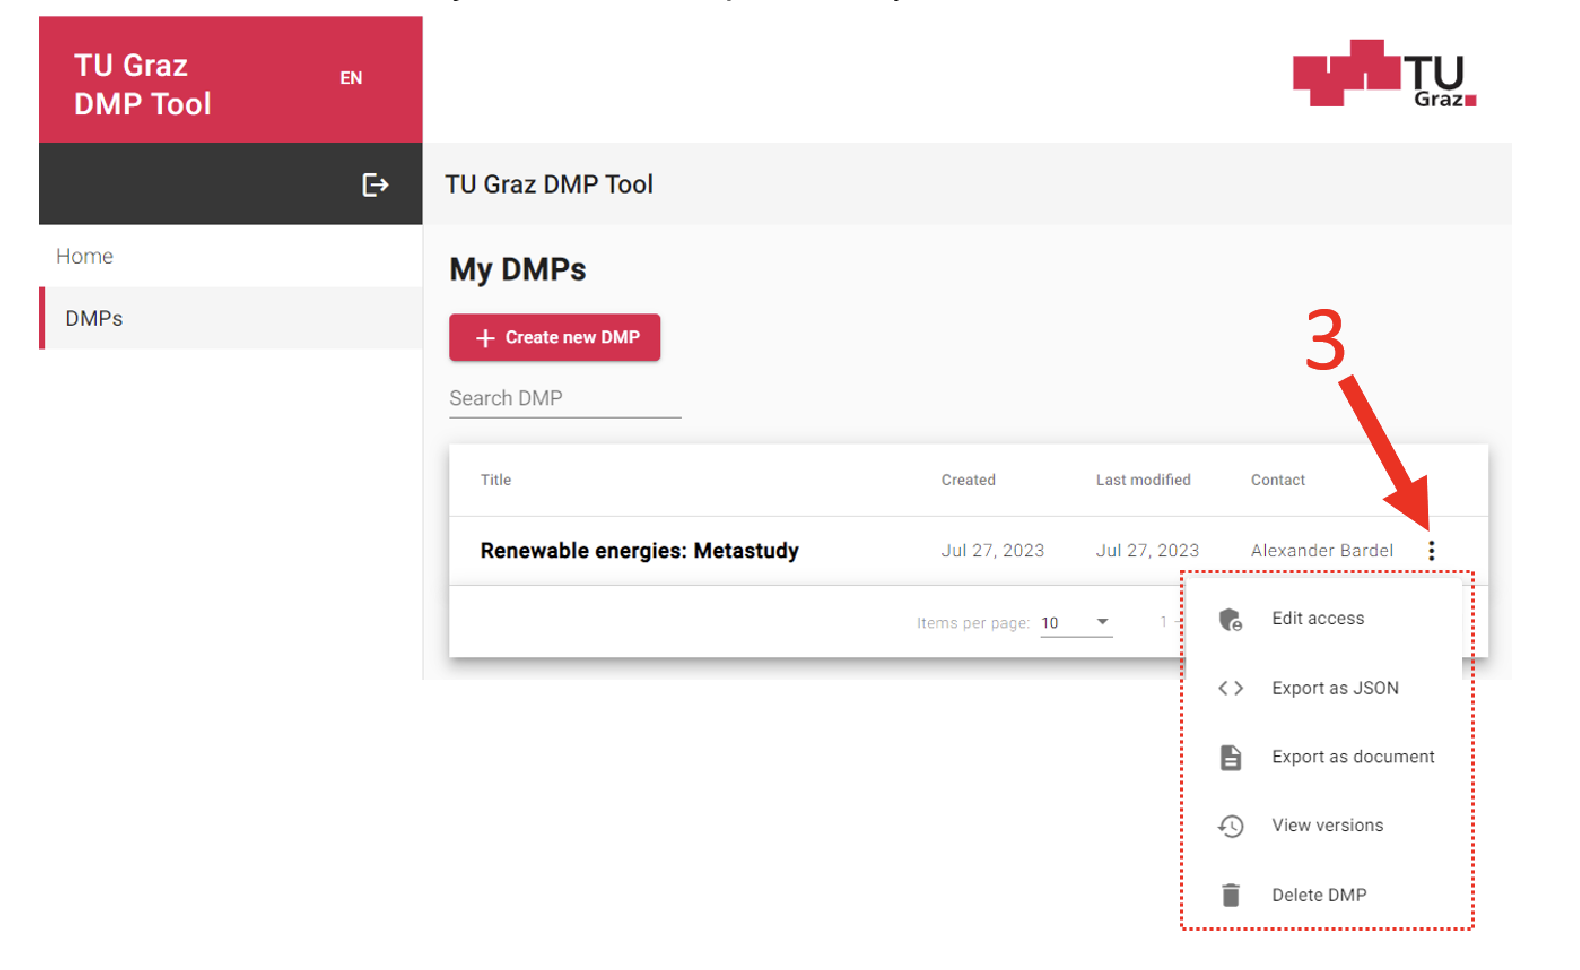 TU Graz
DMP Tool
EN
TU
Graz
TU Graz DMP Tool
Home
DMPs
My DMPs
+ Create new DMP
Search DMP
3
Title Created Last modified Contact
Renewable energies: Metastudy Jul 27, 2023 Jul 27, 2023 Alexander Bardel
Items per page: 10 1 -
Edit access
Export as JSON
Export as document
View versions
Delete DMP